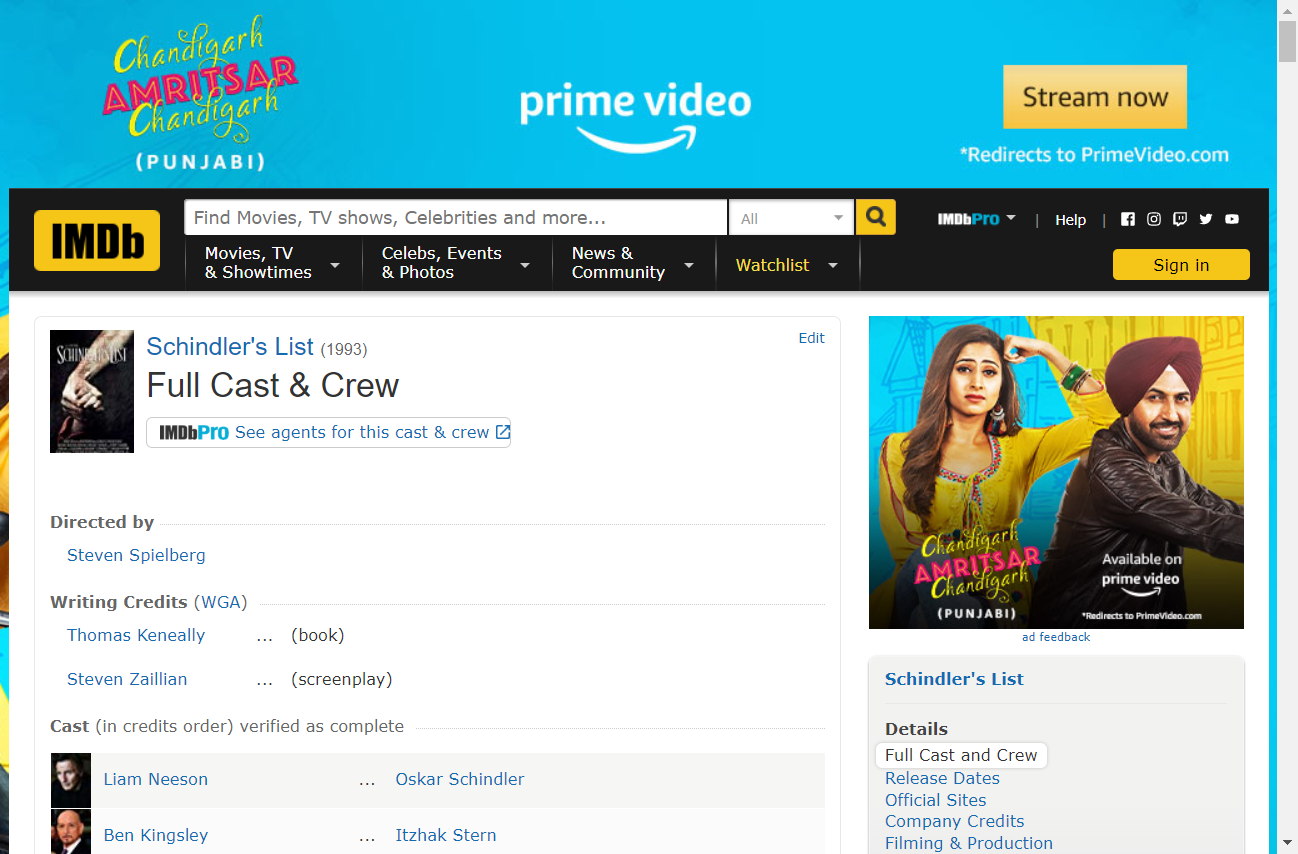 Chandigarh
AMRITSAR
Chandigarh
(PUNJABI)
prime video
Stream now
*Redirects to PrimeVideo.com
IMDb
Find Movies, TV shows, Celebrities and more...
All
IMDbPro
|
Help
|
Movies, TV
& Showtimes
Celebs, Events
& Photos
News &
Community
Watchlist
Sign in
SCHINDLER'S LIST
Schindler's List (1993)
Edit
Full Cast & Crew
IMDbPro See agents for this cast & crew
Directed by
Steven Spielberg
Writing Credits (WGA)
Thomas Keneally ... (book)
Steven Zaillian ... (screenplay)
Cast (in credits order) verified as complete
Liam Neeson ... Oskar Schindler
Ben Kingsley ... Itzhak Stern
Chandigarh
AMRITSAR
Chandigarh
(PUNJABI)
Available on
prime video
*Redirects to PrimeVideo.com
ad feedback
Schindler's List
Details
Full Cast and Crew
Release Dates
Official Sites
Company Credits
Filming & Production